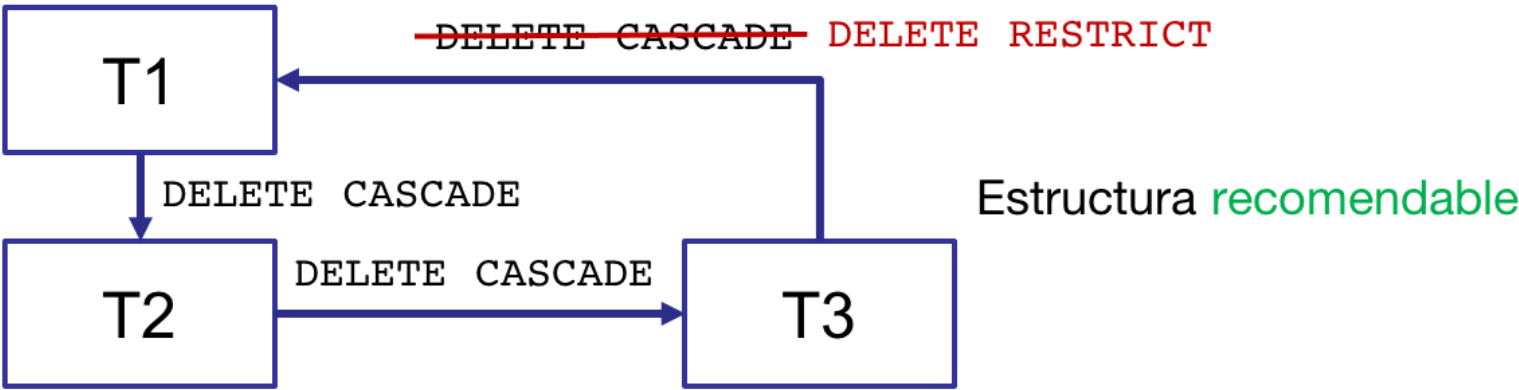 DELETE CASCADE DELETE RESTRICT
T1
DELETE CASCADE
Estructura recomendable
DELETE CASCADE
T2
T3